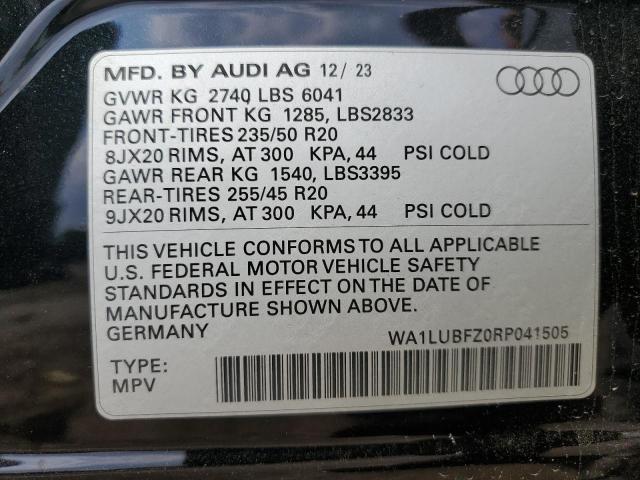 MFD. BY AUDI AG 12/ 23
GVWR KG 2740 LBS 6041
GAWR FRONT KG 1285, LBS2833
FRONT-TIRES 235/50 R20
8JX20 RIMS, AT 300 KPA, 44 PSI COLD
GAWR REAR KG 1540, LBS3395
REAR-TIRES 255/45 R20
9JX20 RIMS, AT 300 KPA, 44 PSI COLD
THIS VEHICLE CONFORMS TO ALL APPLICABLE
U.S. FEDERAL MOTOR VEHICLE SAFETY
STANDARDS IN EFFECT ON THE DATE OF
MANUFACTURE SHOWN ABOVE.
GERMANY WA1LUBFZ0RP041505
TYPE:
MPV